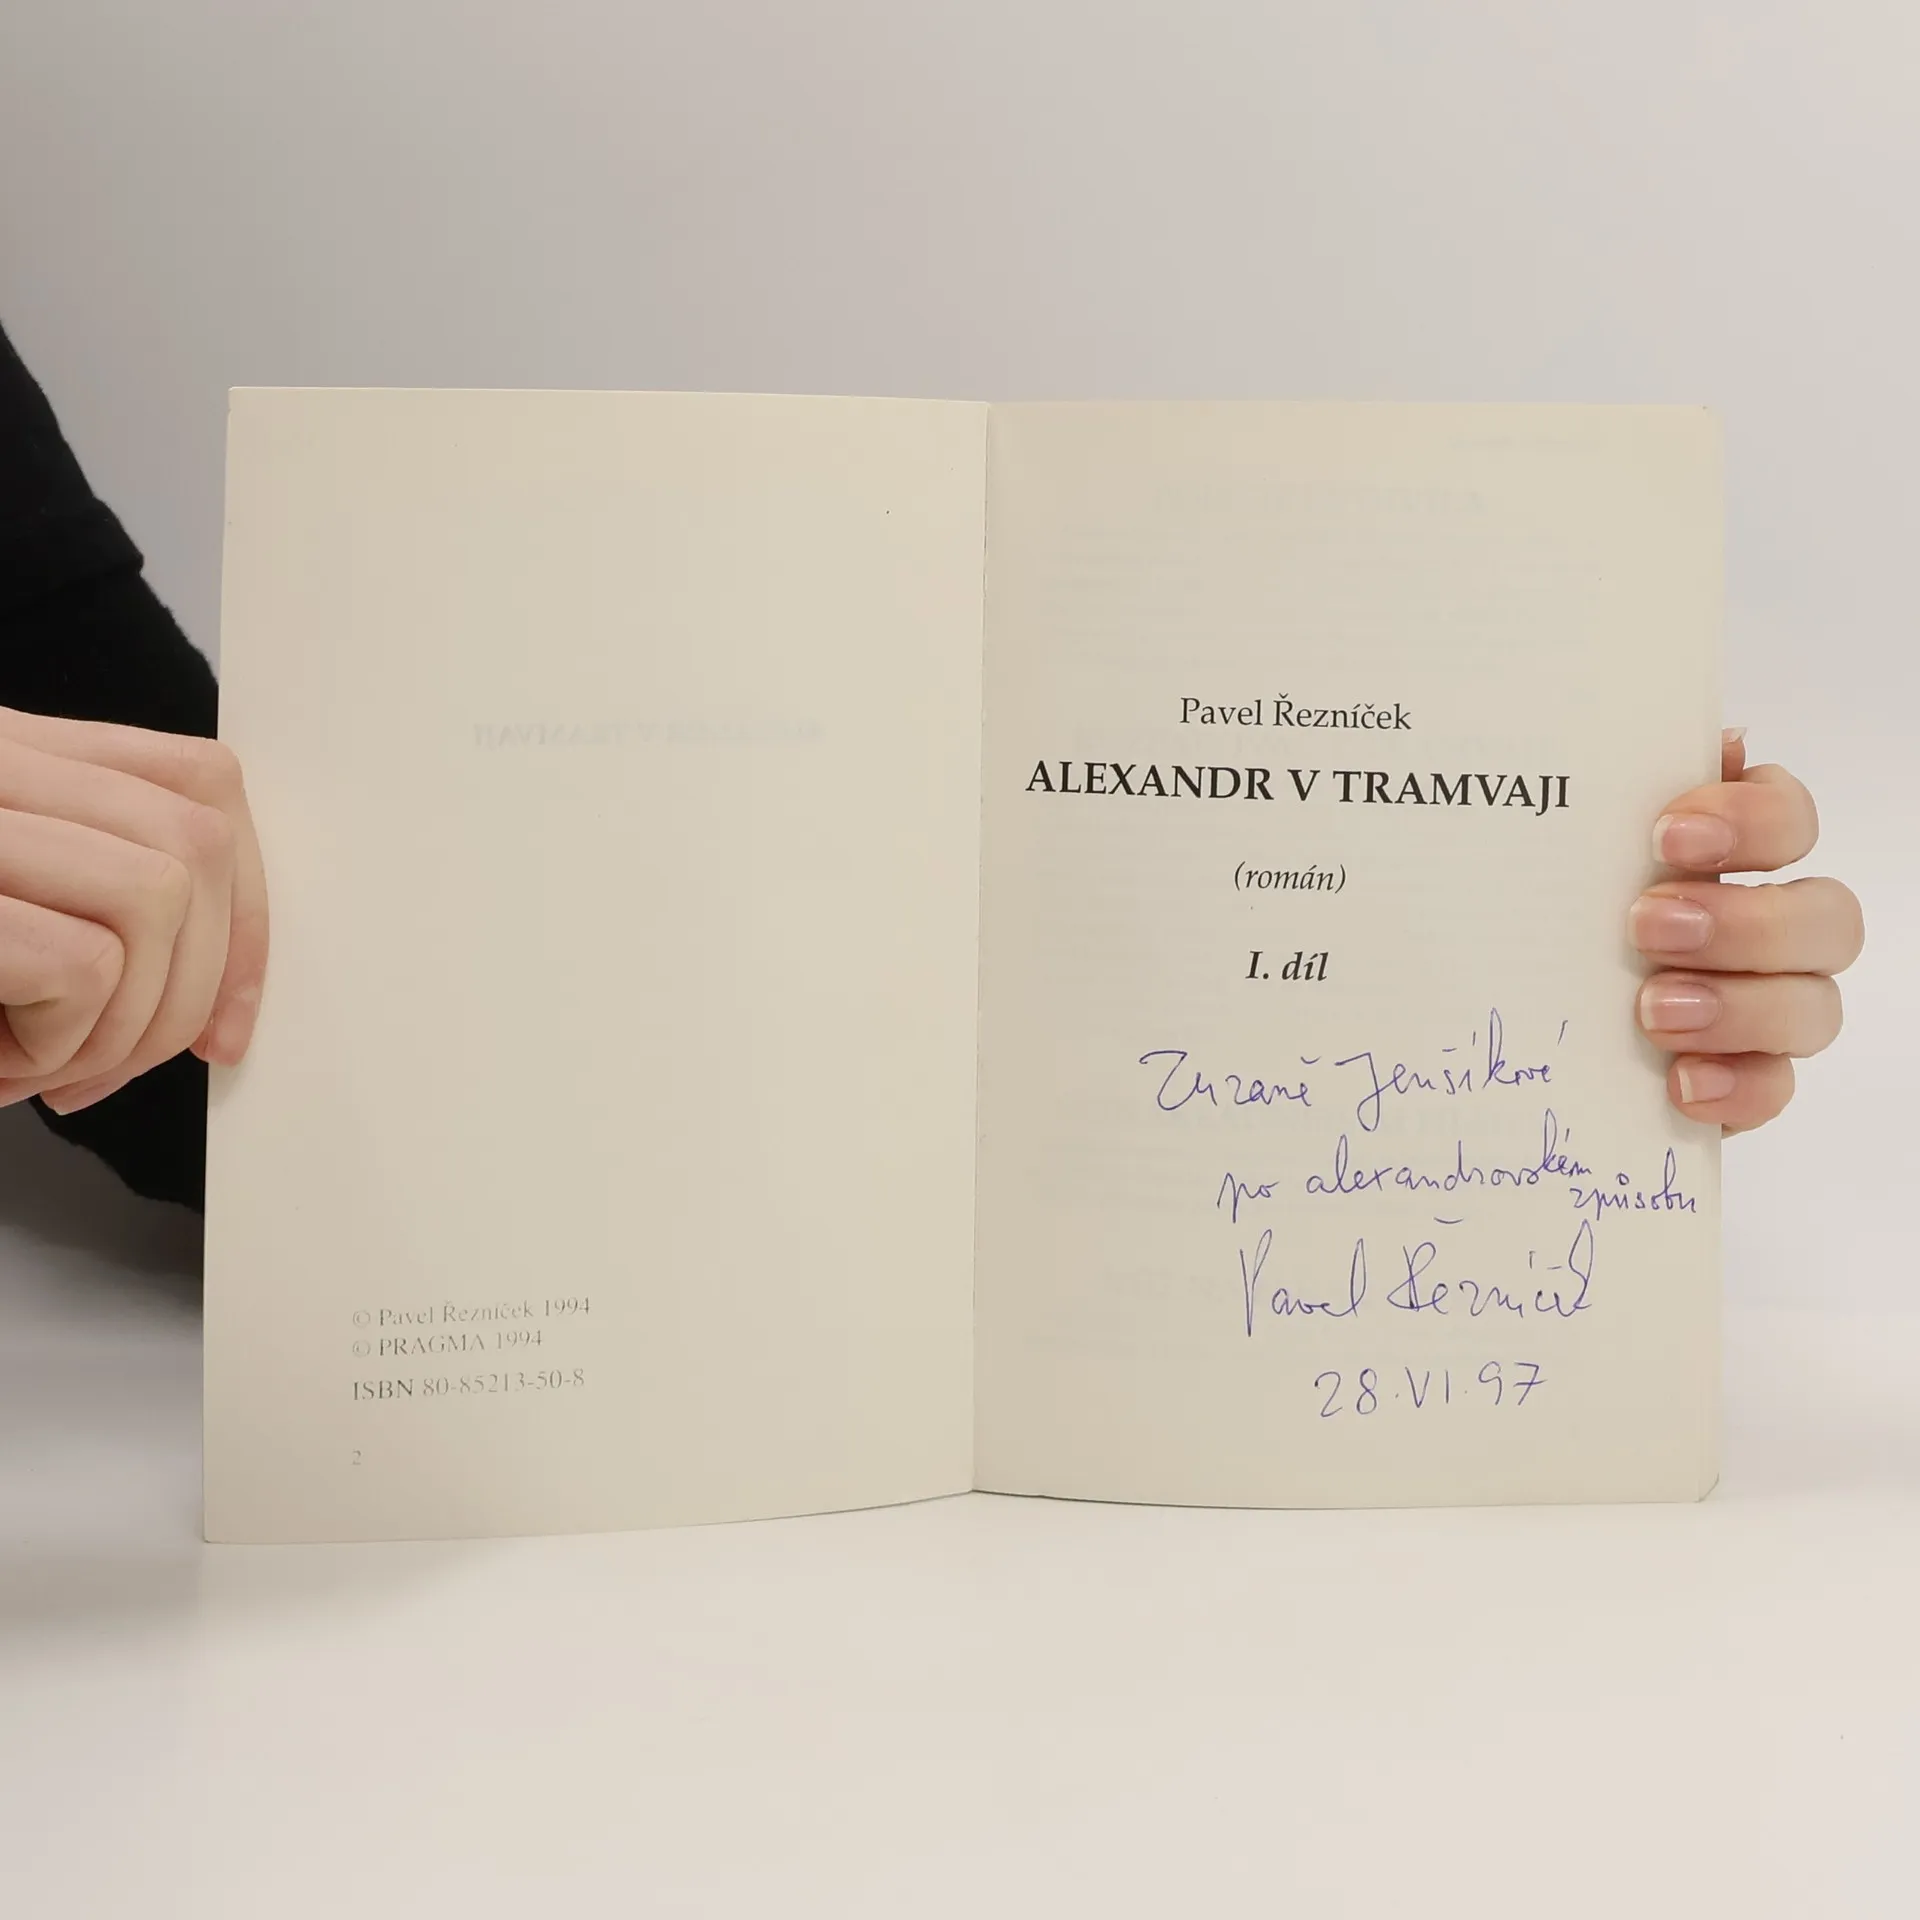 © Pavel Řezníček 1994
© PRAGMA 1994
ISBN 80-85213-50-8
2
Pavel Řezníček
ALEXANDR V TRAMVAJI
(román)
I. díl
Zuzaně Jenšíkové
po alexandrovském
způsobu
Pavel Řezníček
28.VI.97